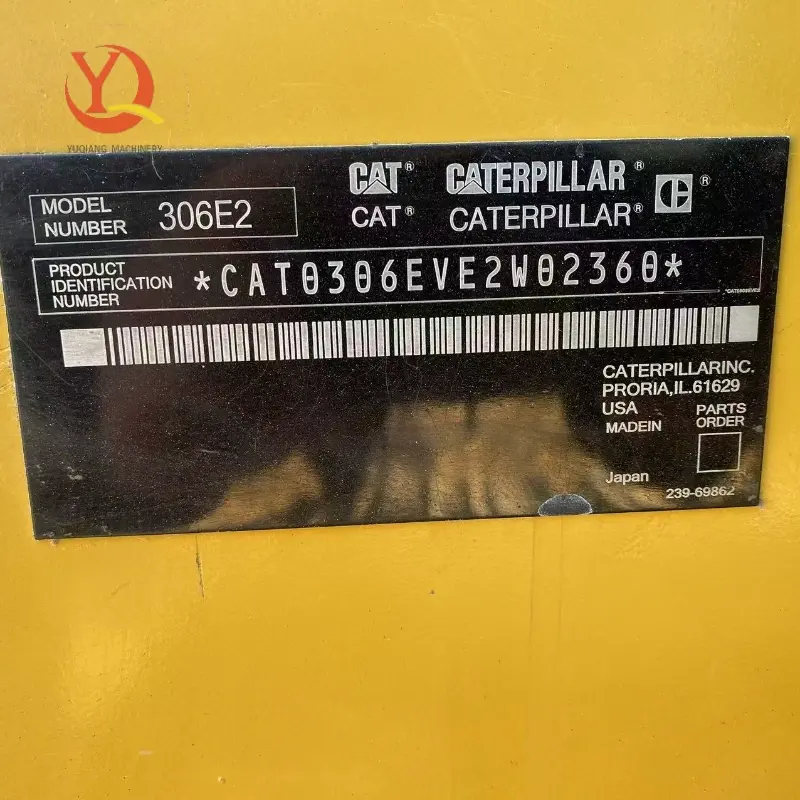 YUQIANG MACHINERY
CAT® CATERPILLAR® ®
CAT® CATERPILLAR®
MODEL
NUMBER 306E2
PRODUCT
IDENTIFICATION
NUMBER *CAT0306EVE2W02360*
CATERPILLARINC.
PRORIA,IL.61629
USA
MADEIN
PARTS
ORDER
Japan
239-69862